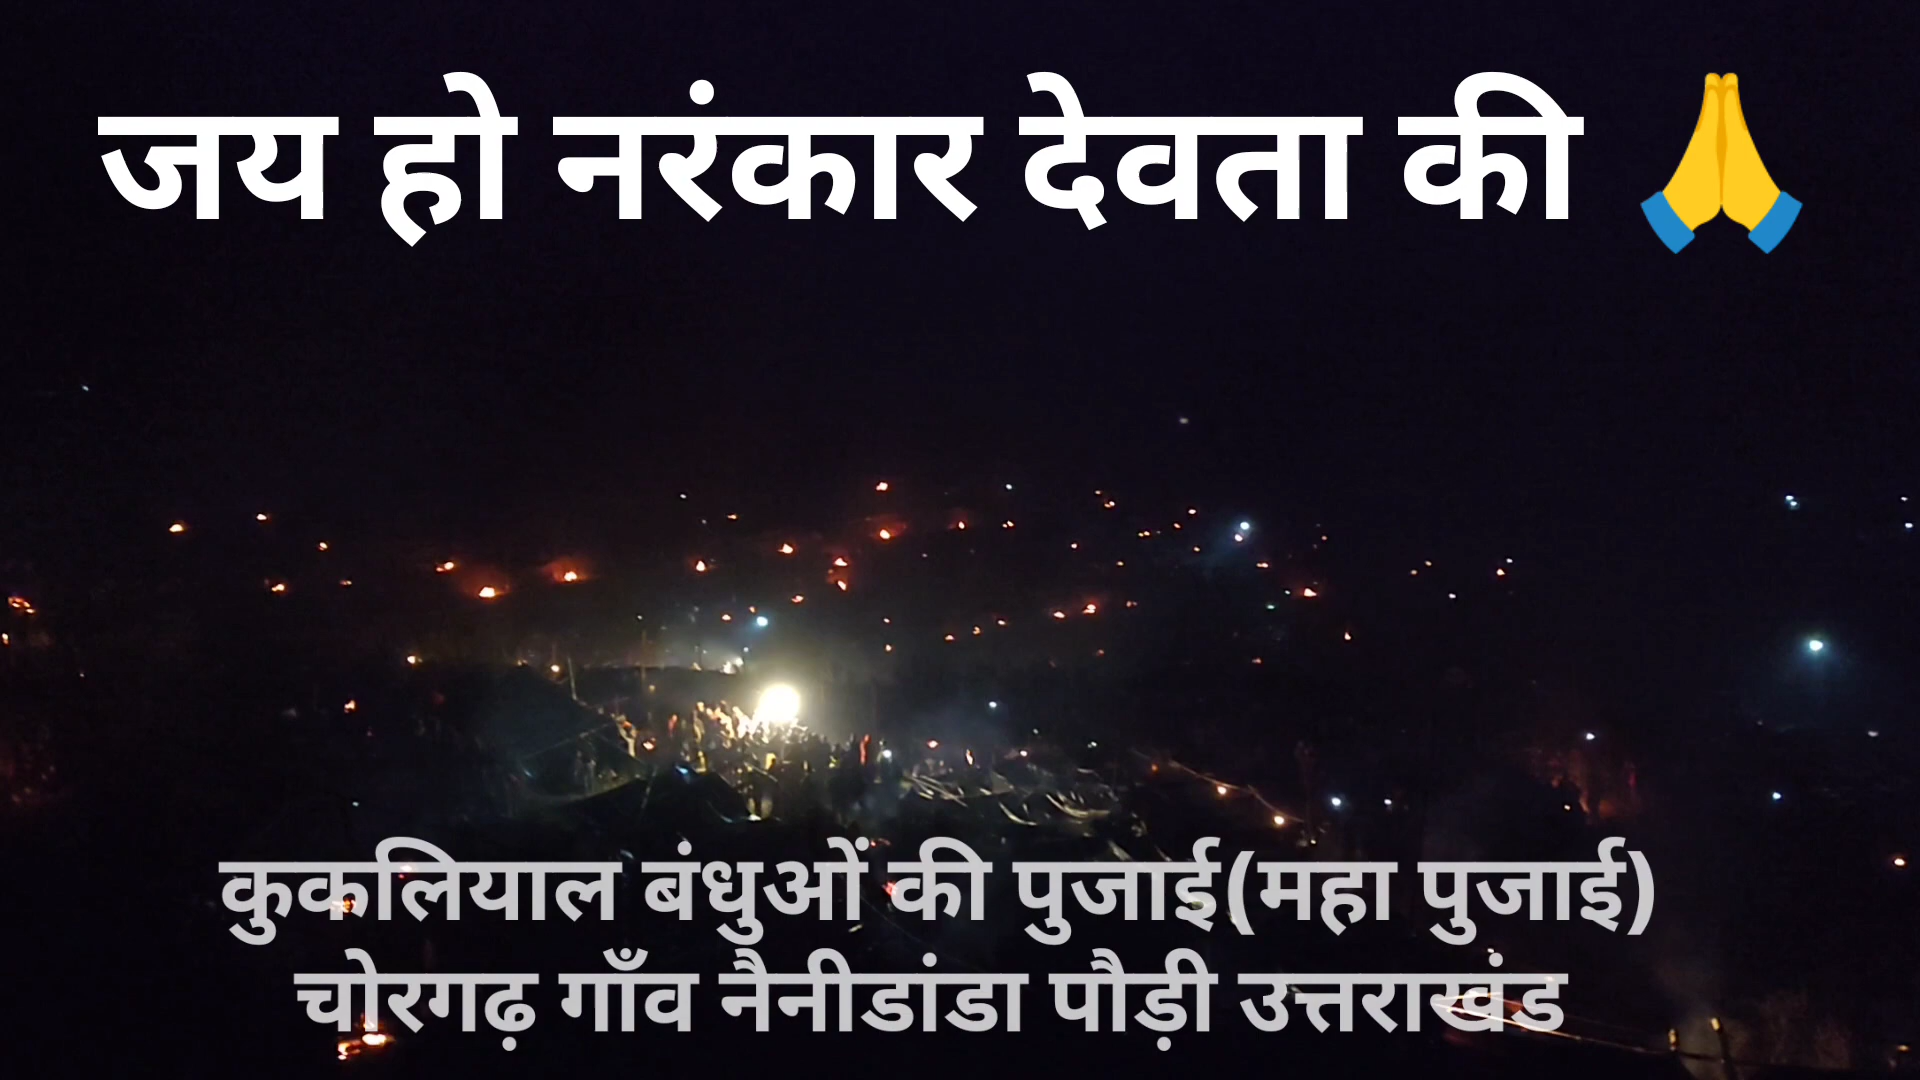 जय हो नरंकार देवता की 🙏
कुकलियाल बंधुओं की पुजाई(महा पुजाई)
चोरगढ़ गाँव नैनीडांडा पौड़ी उत्तराखंड